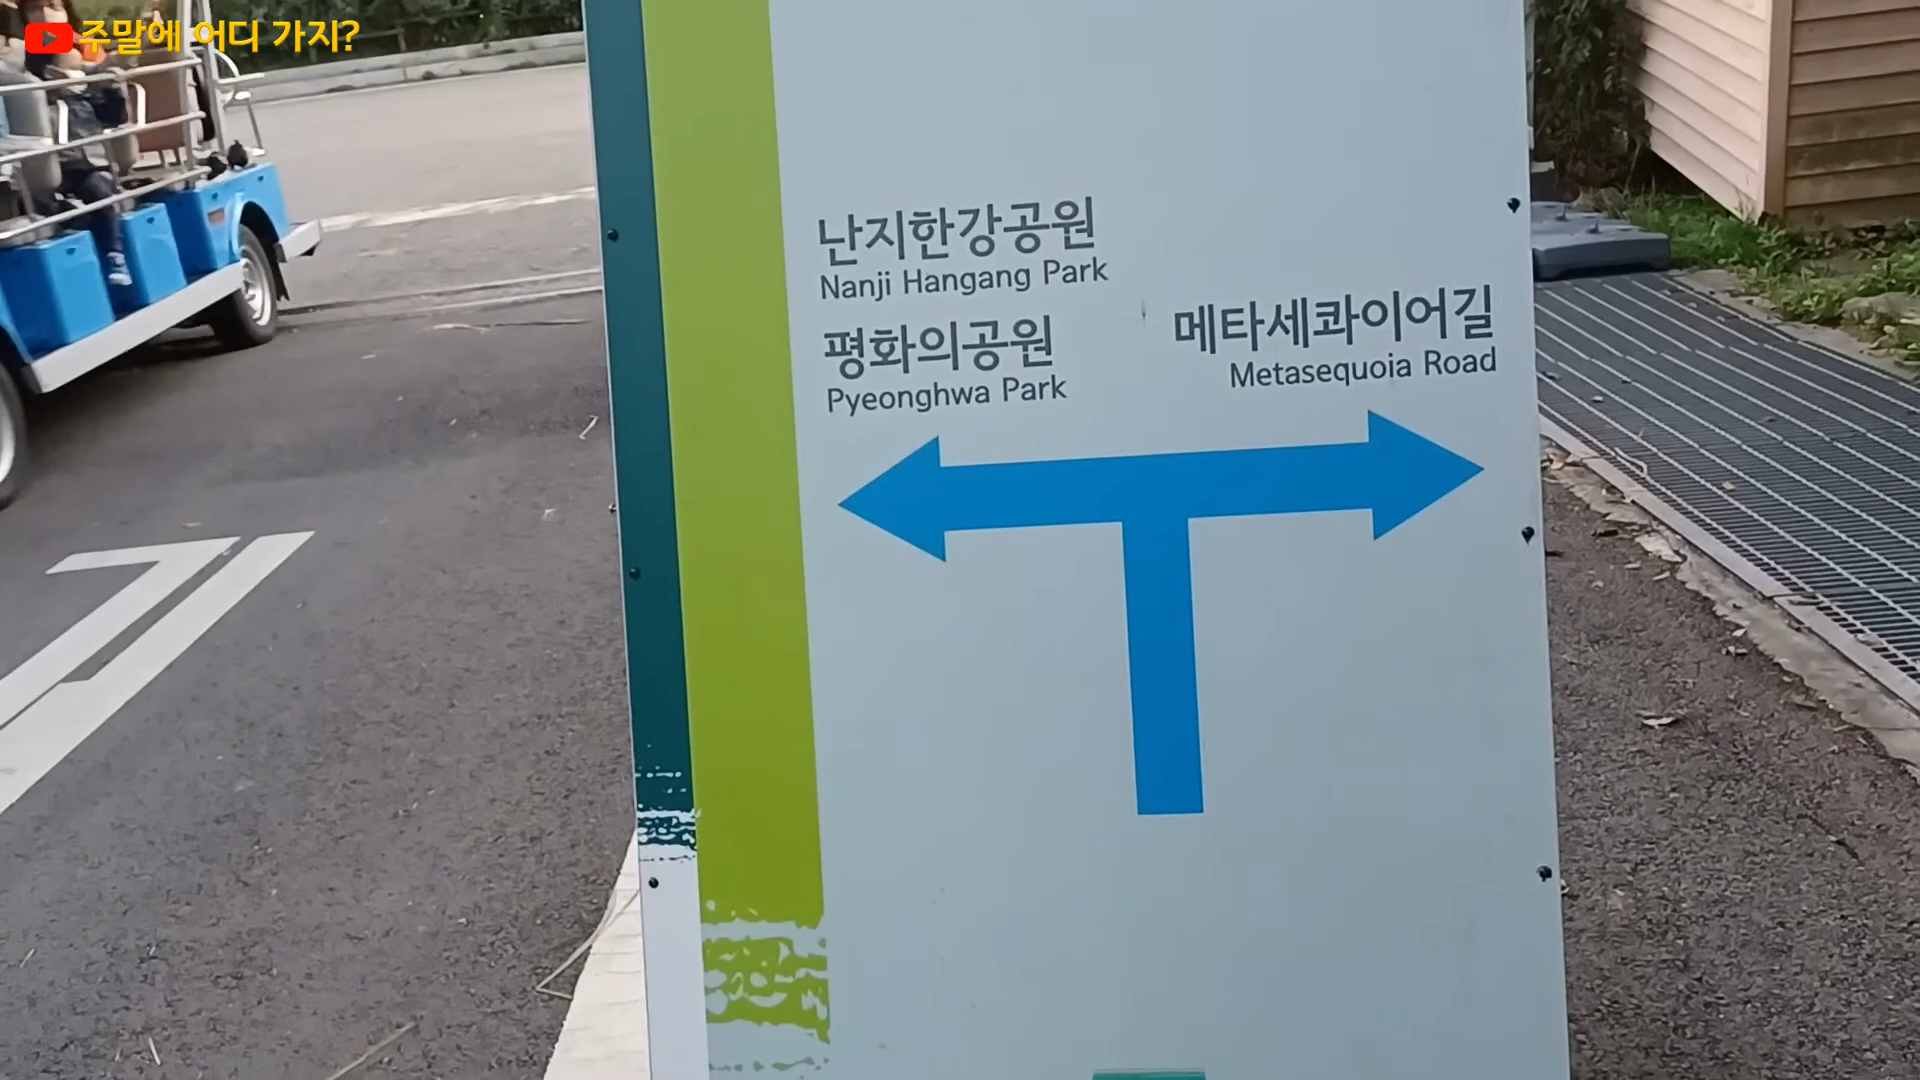 주말에 어디 가지?
난지한강공원
Nanji Hangang Park
평화의공원
Pyeonghwa Park
메타세콰이어길
Metasequoia Road